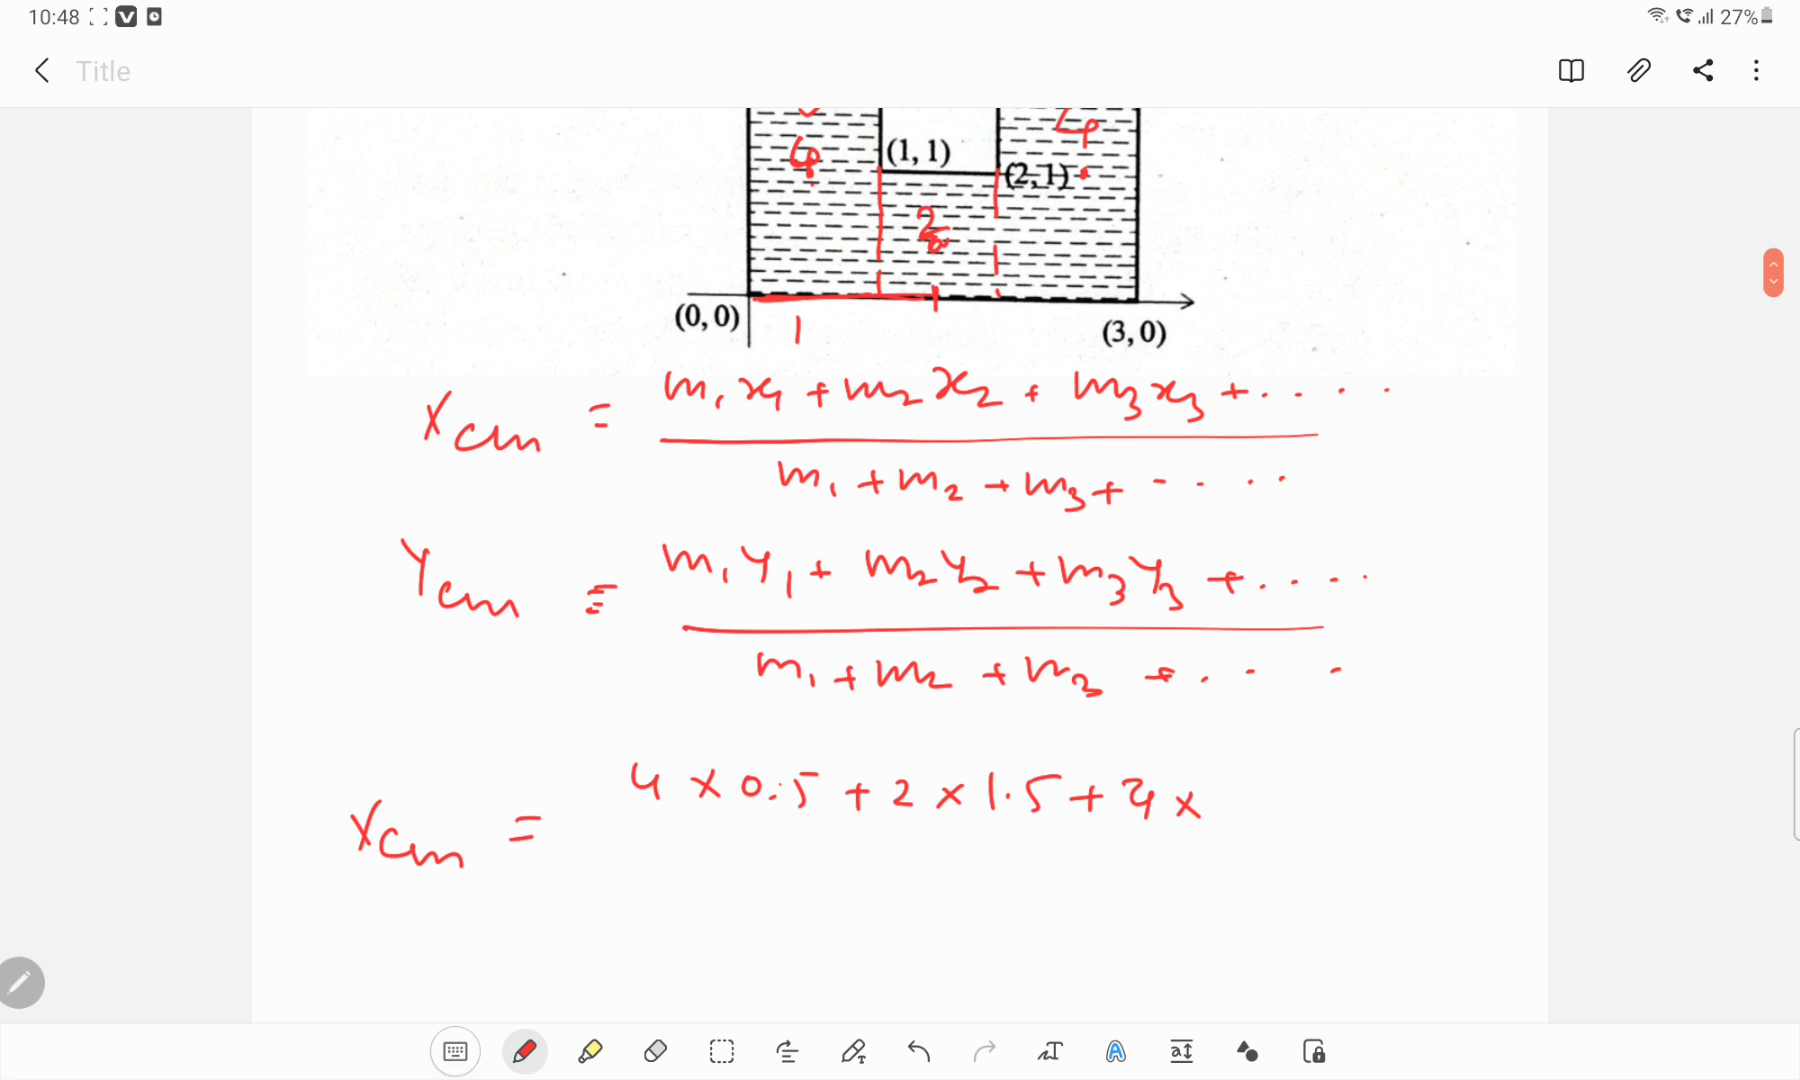 10:48 27%
Title
4 4
(1, 1)
(2,1)
2
(0, 0)
(3, 0)
1
Xcm = m₁x₁ + m₂x₂ + m₃x₃ + ....
m₁ + m₂ + m₃ + ....
Ycm = m₁y₁ + m₂y₂ + m₃y₃ + ....
m₁ + m₂ + m₃ + . . .
Xcm = 4 x 0.5 + 2 x 1.5 + 4 x